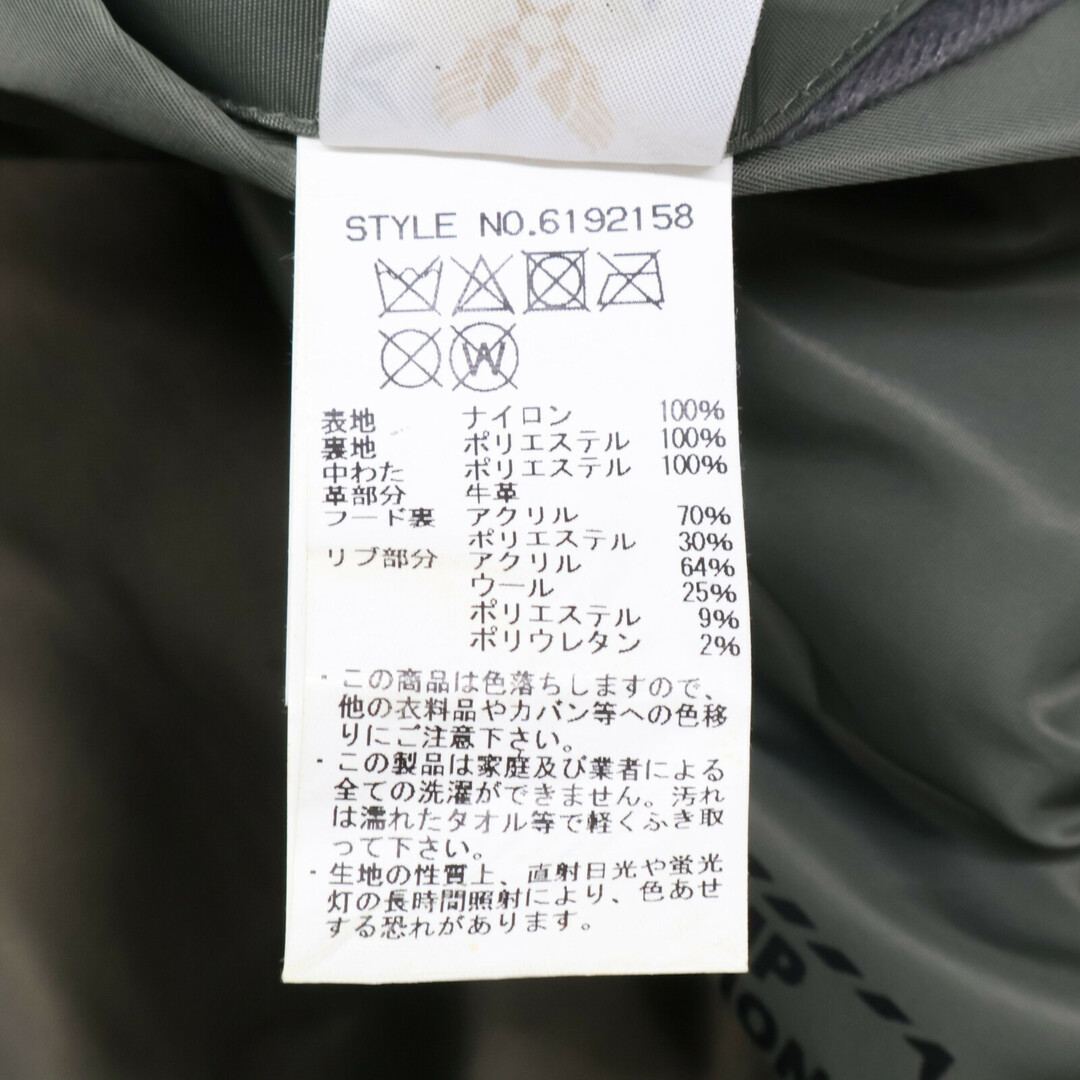 STYLE NO.6192158
W
表地 ナイロン 100%
裏地 ポリエステル 100%
中わた ポリエステル 100%
革部分 牛革
フード裏 アクリル 70%
ポリエステル 30%
リブ部分 アクリル 64%
ウール 25%
ポリエステル 9%
ポリウレタン 2%
・この商品は色落ちしますので、
他の衣料品やカバン等への色移
りにご注意下さい。
・この製品は家庭及び業者による
全ての洗濯ができません。汚れ
は濡れたタオル等で軽くふき取
って下さい。
・生地の性質上、直射日光や蛍光
灯の長時間照射により、色あせ
する恐れがあります。